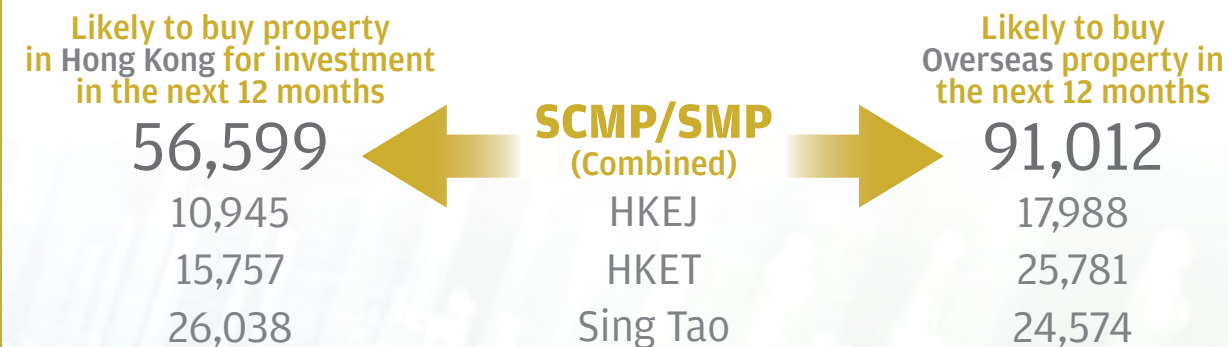 Likely to buy property
in Hong Kong for investment
in the next 12 months
56,599
10,945
15,757
26,038
SCMP/SMP
(Combined)
HKEJ
HKET
Sing Tao
Likely to buy
Overseas property in
the next 12 months
91,012
17,988
25,781
24,574